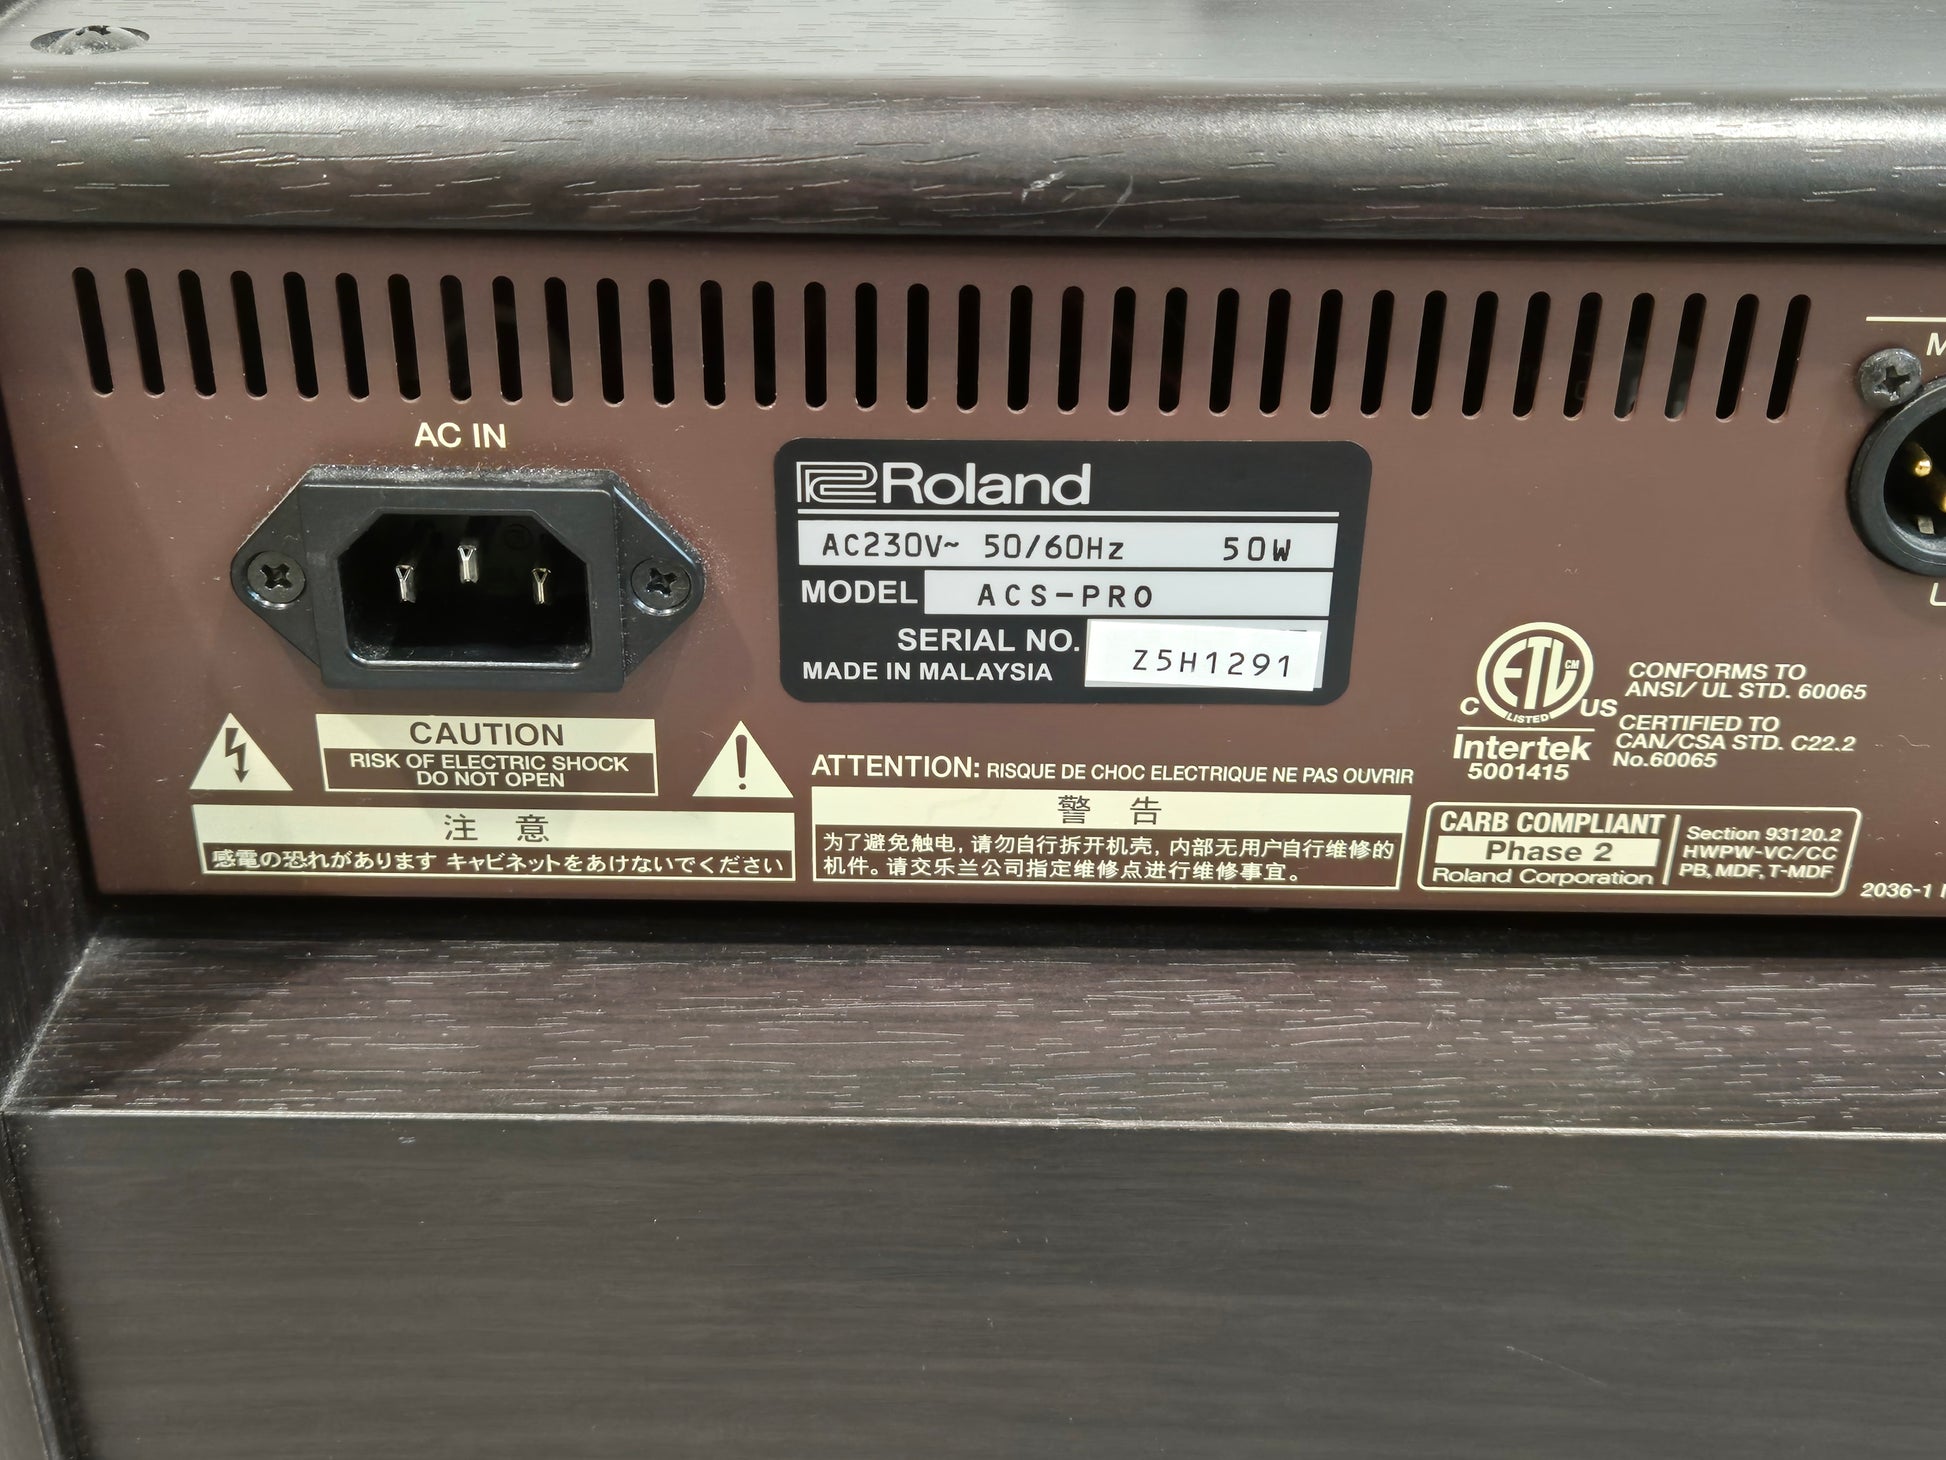 AC IN
Roland
AC230V~ 50/60Hz 50W
MODEL ACS-PRO
SERIAL NO. Z5H1291
MADE IN MALAYSIA
CAUTION
RISK OF ELECTRIC SHOCK
DO NOT OPEN
注 意
感電の恐れがあります キャビネットをあけないでください
ATTENTION: RISQUE DE CHOC ELECTRIQUE NE PAS OUVRIR
警 告
为了避免触电，请勿自行拆开机壳，内部无用户自行维修的
机件。请交乐兰公司指定维修点进行维修事宜。
ETL CM
LISTED
C US
Intertek
5001415
CONFORMS TO
ANSI/ UL STD. 60065
CERTIFIED TO
CAN/CSA STD. C22.2
No.60065
CARB COMPLIANT
Phase 2
Roland Corporation
Section 93120.2
HWPW-VC/CC
PB, MDF, T-MDF
2036-1